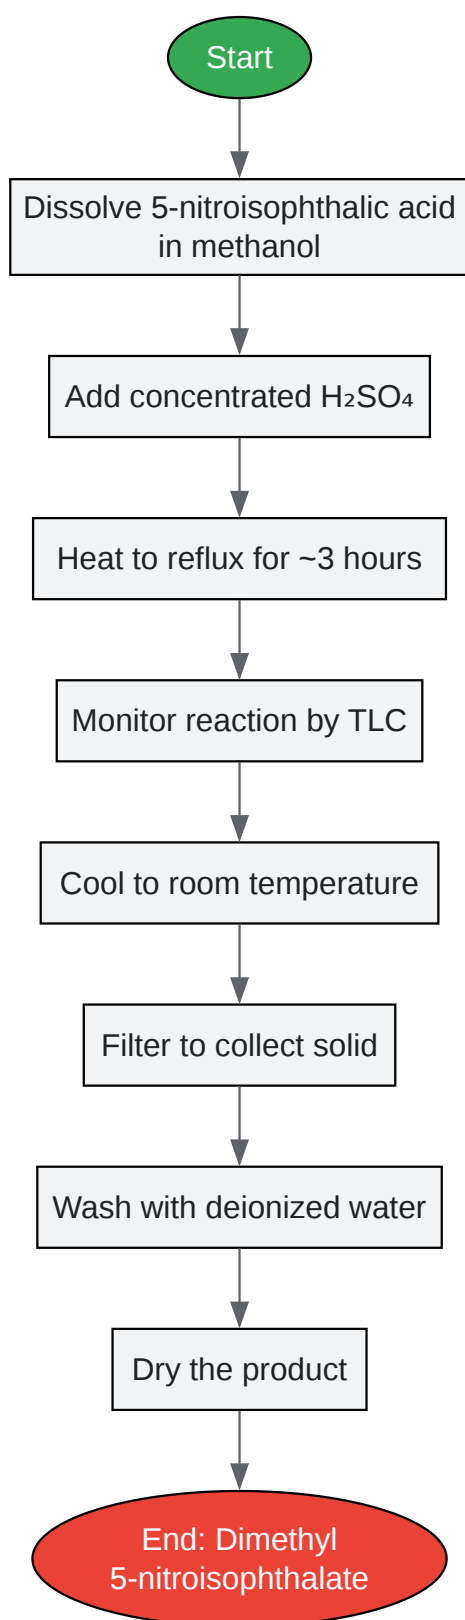 Start
Dissolve 5-nitroisophthalic acid
in methanol
Add concentrated H₂SO₄
Heat to reflux for ~3 hours
Monitor reaction by TLC
Cool to room temperature
Filter to collect solid
Wash with deionized water
Dry the product
End: Dimethyl
5-nitroisophthalate